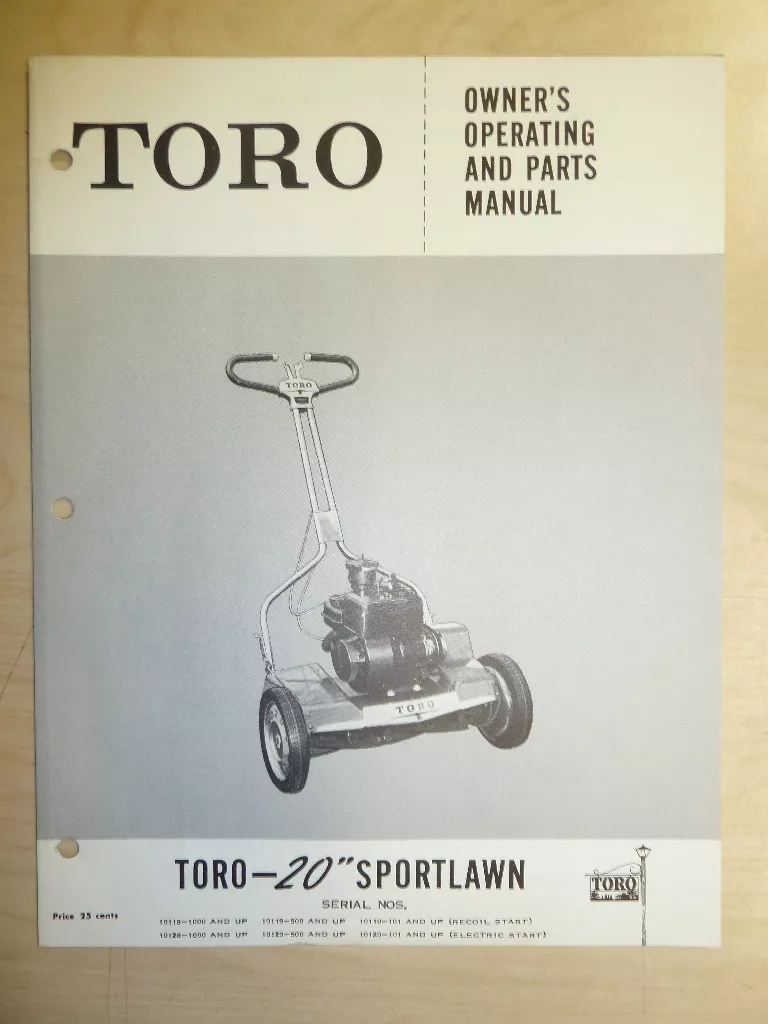 TORO
OWNER'S
OPERATING
AND PARTS
MANUAL
TORO
TORO
TORO—20" SPORTLAWN
SERIAL NOS.
TORO
Price 25 cents
10118-1000 AND UP 10119-500 AND UP 10110-101 AND UP (RECOIL START)
10128-1000 AND UP 10129-500 AND UP 10120-101 AND UP (ELECTRIC START)